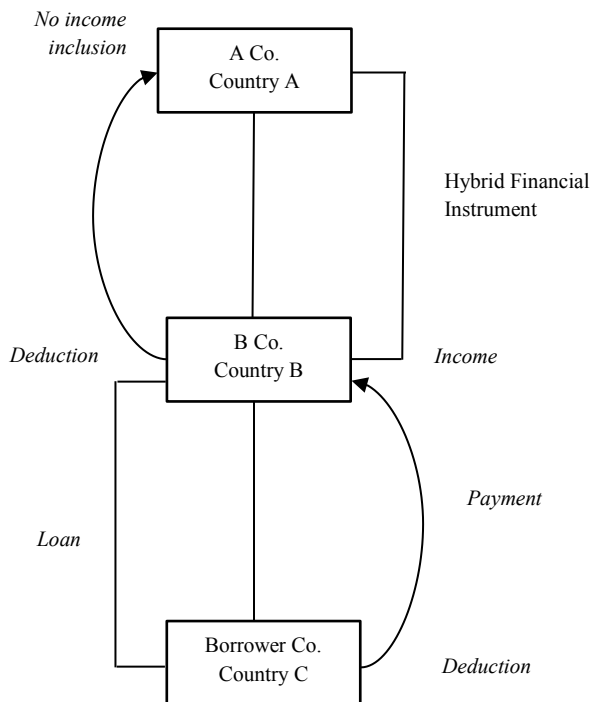 No income
inclusion
A Co.
Country A
Hybrid Financial
Instrument
Deduction
B Co.
Country B
Income
Payment
Loan
Borrower Co.
Country C
Deduction